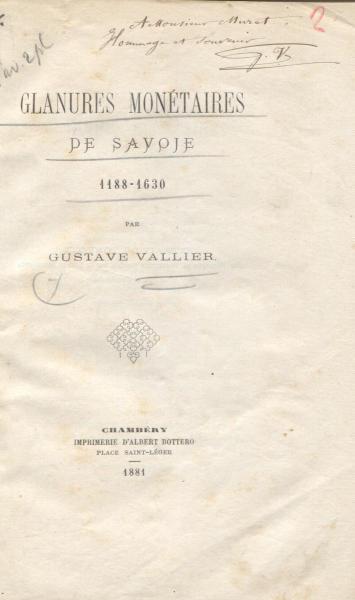 2
A Monsieur Muret
Hommage et Souvenir
G. V.
GLANURES MONÉTAIRES
DE SAVOIE
1188-1630
PAR
GUSTAVE VALLIER.
CHAMBÉRY
IMPRIMERIE D'ALBERT BOTTERO
PLACE SAINT-LÉGER
1881